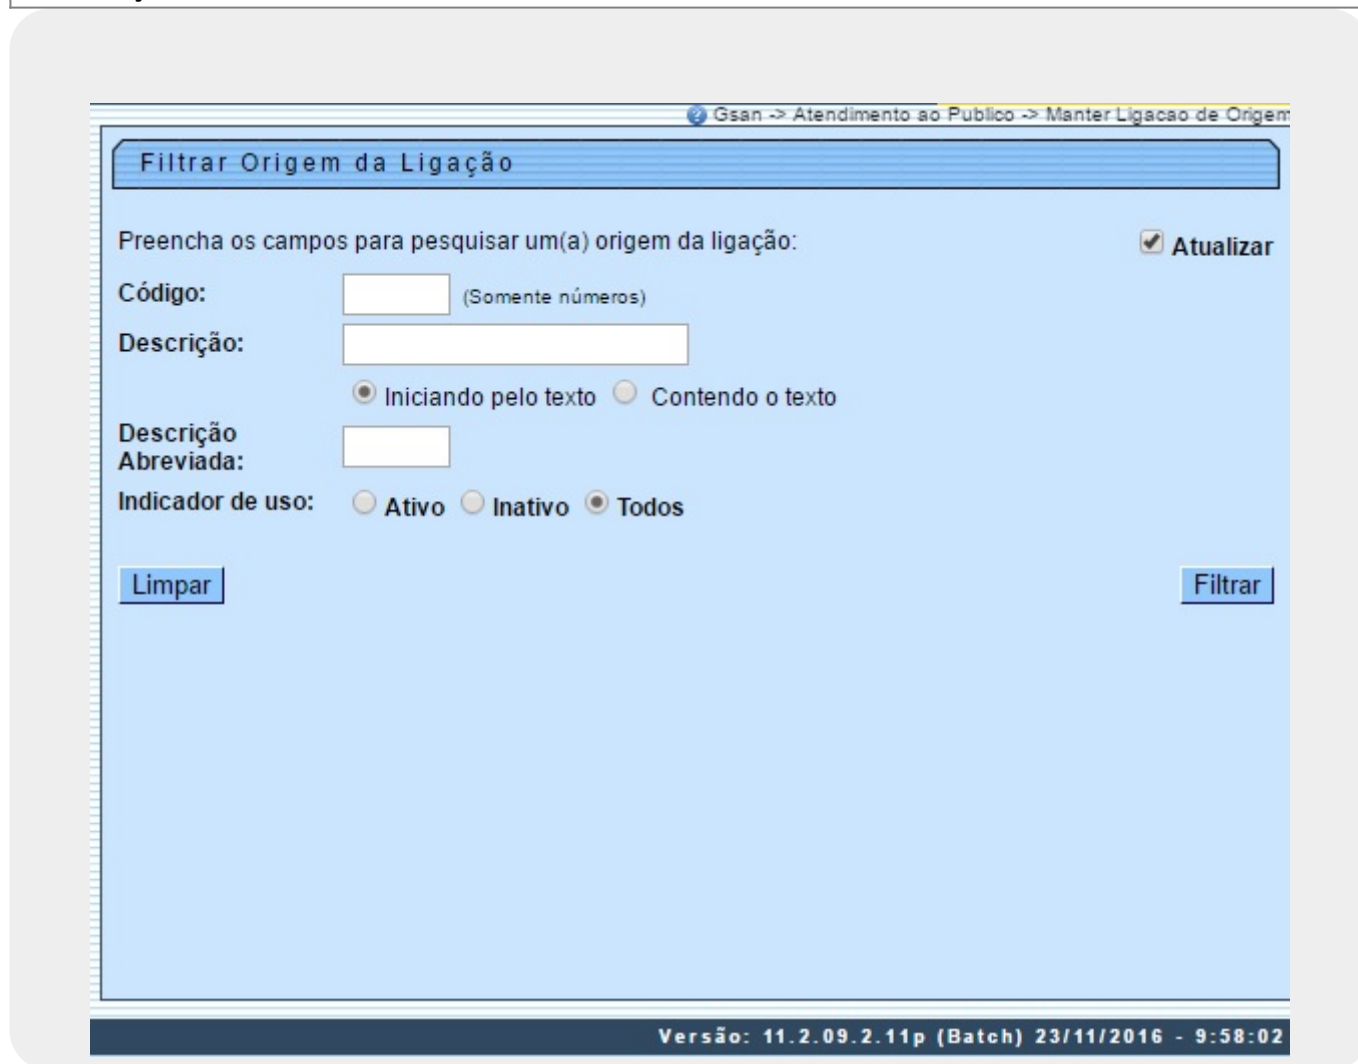 Gsan -> Atendimento ao Publico -> Manter Ligacao de Origem
Filtrar Origem da Ligação
Preencha os campos para pesquisar um(a) origem da ligação:
Atualizar
Código: (Somente números)
Descrição:
Iniciando pelo texto Contendo o texto
Descrição
Abreviada:
Indicador de uso: Ativo Inativo Todos
Limpar Filtrar
Versão: 11.2.09.2.11p (Batch) 23/11/2016 - 9:58:02